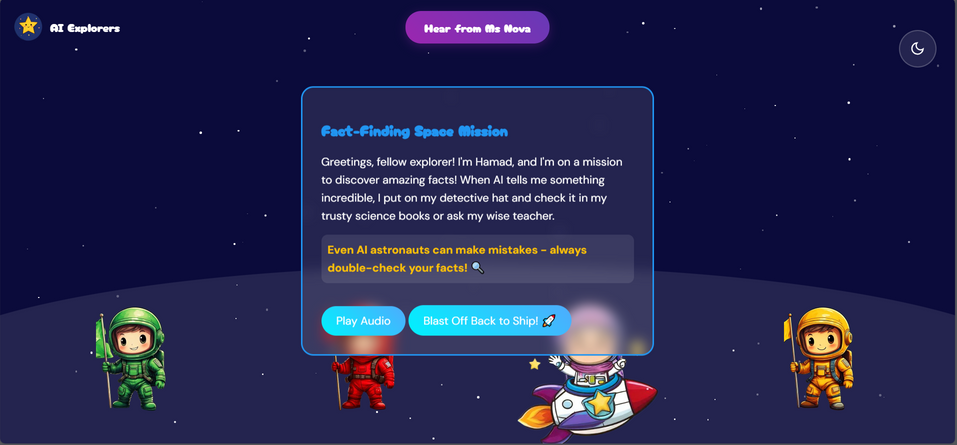 AI Explorers
Hear from Ms Nova
Fact-Finding Space Mission
Greetings, fellow explorer! I'm Hamad, and I'm on a mission
to discover amazing facts! When AI tells me something
incredible, I put on my detective hat and check it in my
trusty science books or ask my wise teacher.
Even AI astronauts can make mistakes - always
double-check your facts! 🔍
Play Audio
Blast Off Back to Ship! 🚀